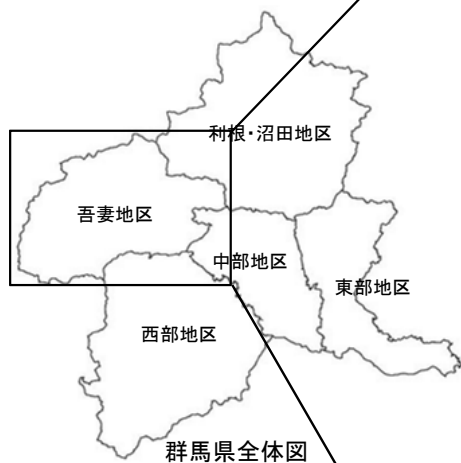 利根・沼田地区
吾妻地区
中部地区
東部地区
西部地区
群馬県全体図